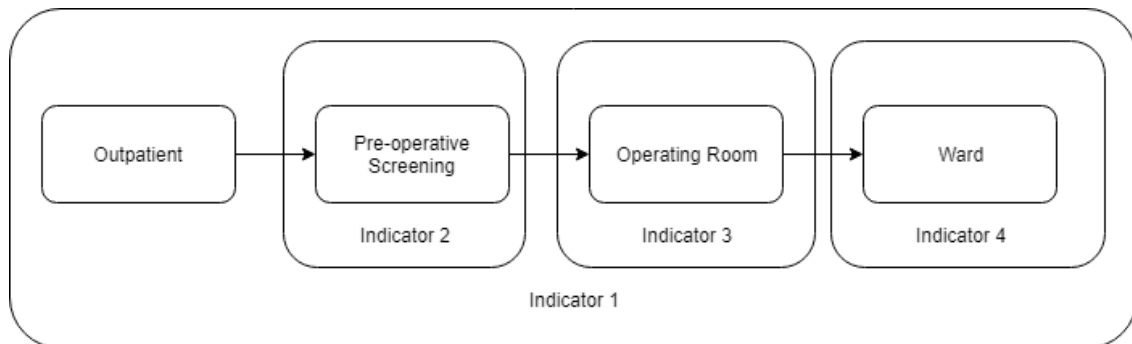 Outpatient
Pre-operative
Screening
Operating Room
Ward
Indicator 2
Indicator 3
Indicator 4
Indicator 1